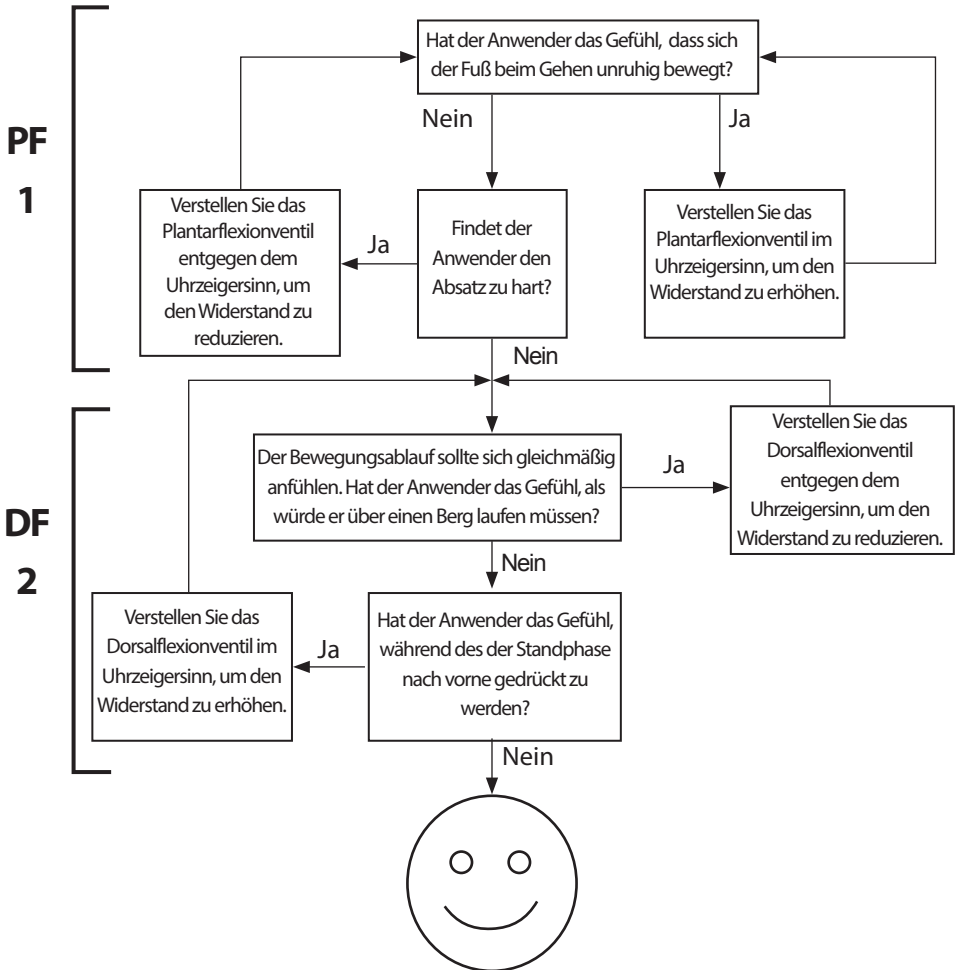 Hat der Anwender das Gefühl, dass sich
der Fuß beim Gehen unruhig bewegt?
Nein
Ja
PF
1
Verstellen Sie das
Plantarflexionventil
entgegen dem
Uhrzeigersinn, um
den Widerstand zu
reduzieren.
Ja
Findet der
Anwender den
Absatz zu hart?
Verstellen Sie das
Plantarflexionventil im
Uhrzeigersinn, um den
Widerstand zu erhöhen.
Nein
DF
2
Der Bewegungsablauf sollte sich gleichmäßig
anfühlen. Hat der Anwender das Gefühl, als
würde er über einen Berg laufen müssen?
Ja
Verstellen Sie das
Dorsalflexionventil
entgegen dem
Uhrzeigersinn, um den
Widerstand zu reduzieren.
Nein
Verstellen Sie das
Dorsalflexionventil im
Uhrzeigersinn, um den
Widerstand zu erhöhen.
Ja
Hat der Anwender das Gefühl,
während des der Standphase
nach vorne gedrückt zu
werden?
Nein